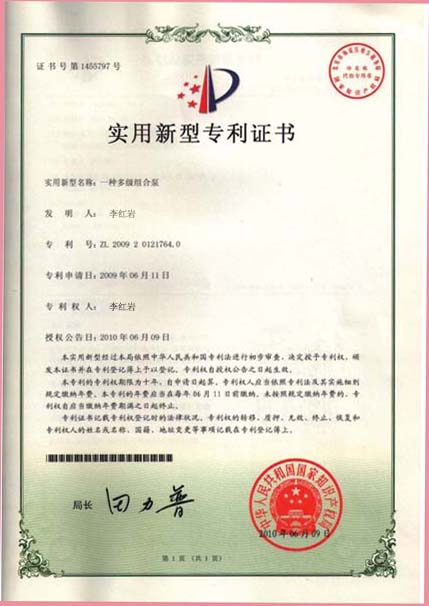 证书号第1455797号
实用新型专利证书
实用新型名称：一种多级组合泵
发明人 李红岩
专利号：ZL 2009 2 0121764.0
专利申请日：2009年06月11日
专利权人 李红岩
授权公告日：2010年06月09日
本实用新型经过本局依照中华人民共和国专利法进行初步审查，决定授予专利权，颁
发本证书并在专利登记簿上予以登记。专利权自授权公告之日起生效。
本专利的专利权期限为十年，自申请日起算。专利权人应当依照专利法及其实施细则
规定缴纳年费。本专利的年费应当在每年06月11日前缴纳。未按照规定缴纳年费的，专
利权自应当缴纳年费期满之日起终止。
专利证书记载专利权登记时的法律状况。专利权的转移、质押、无效、终止、恢复和
专利权人的姓名或名称、国籍、地址变更等事项记载在专利登记簿上。
局长 田力普
中华人民共和国国家知识产权局
2010年06月09日
第1页（共1页）